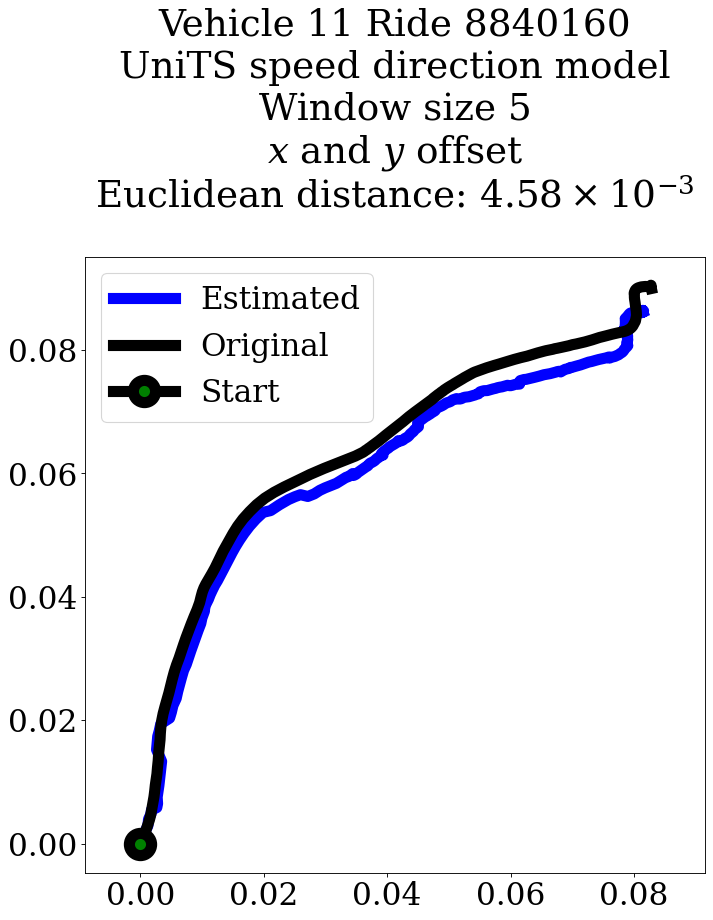 Vehicle 11 Ride 8840160
UniTS speed direction model
Window size 5
x and y offset
Euclidean distance: 4.58 × 10⁻³
Estimated
Original
Start
0.08
0.06
0.04
0.02
0.00
0.00 0.02 0.04 0.06 0.08